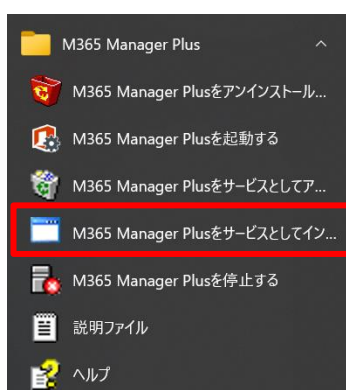 M365 Manager Plus
M365 Manager Plusをアンインストール...
M365 Manager Plusを起動する
M365 Manager Plusをサービスとしてア...
M365 Manager Plusをサービスとしてイン...
M365 Manager Plusを停止する
説明ファイル
ヘルプ